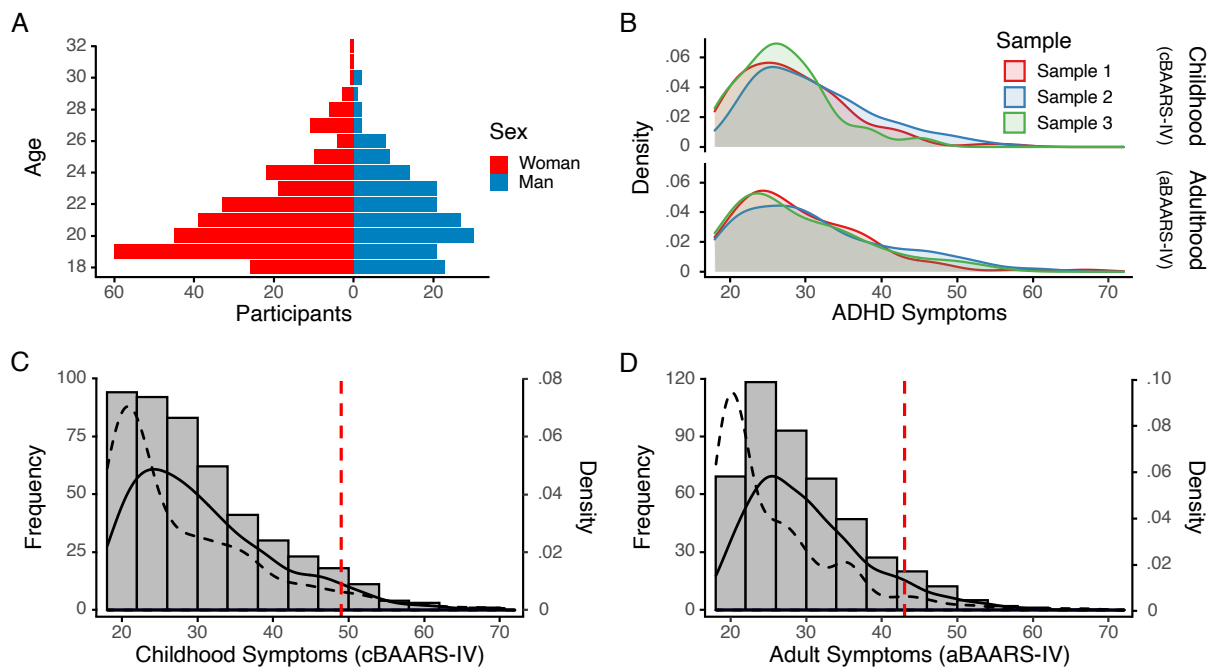 A
32
30
28
26
24
22
20
18
Age
60
40
20
0
20
Participants
Sex
Woman
Man
B
.06
.04
.02
0
.06
.04
.02
0
Density
Sample
Sample 1
Sample 2
Sample 3
Childhood
(cBAARS-IV)
Adulthood
(aBAARS-IV)
20
30
40
50
60
70
ADHD Symptoms
C
100
75
50
25
0
Frequency
.08
.06
.04
.02
0
Density
20
30
40
50
60
70
Childhood Symptoms (cBAARS-IV)
D
120
90
60
30
0
Frequency
.10
.08
.06
.04
.02
0
Density
20
30
40
50
60
70
Adult Symptoms (aBAARS-IV)